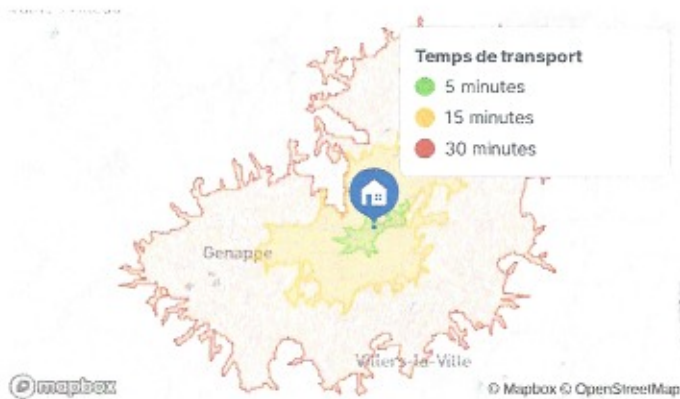 Temps de transport
5 minutes
15 minutes
30 minutes
Genappe
Villers-la-Ville
mapbox
© Mapbox © OpenStreetMap